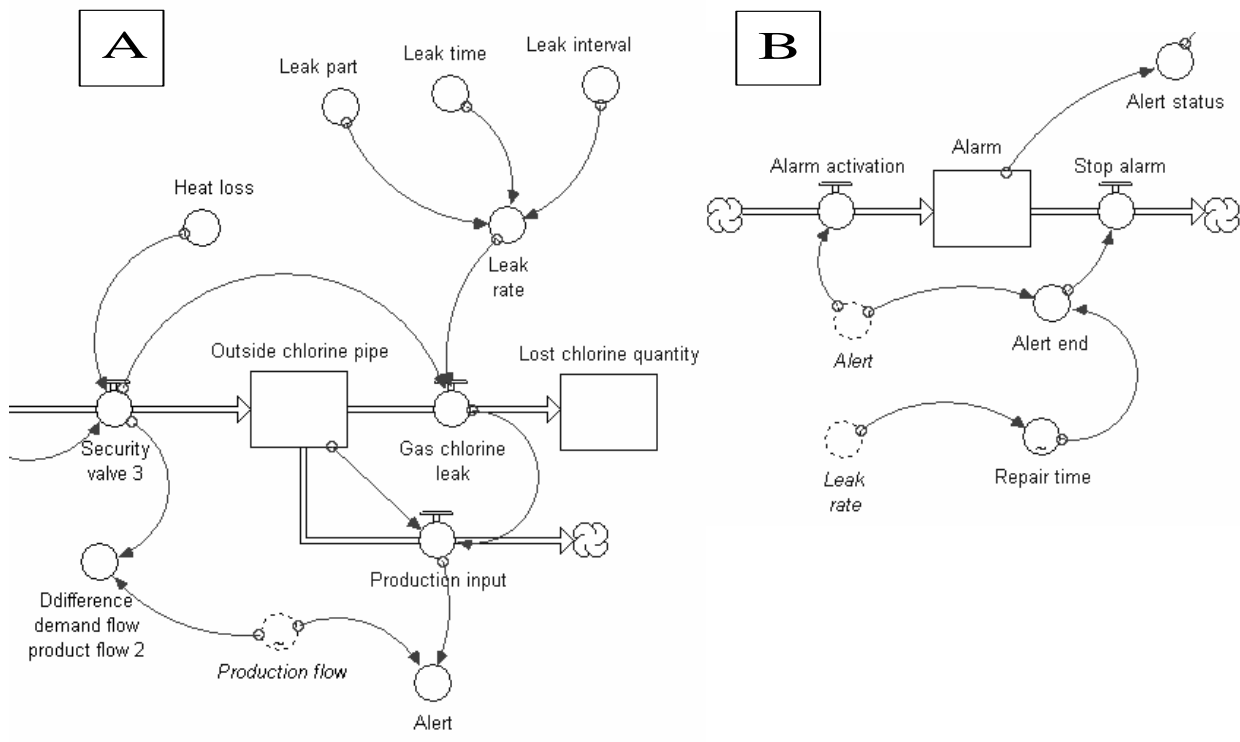 A
Leak part
Leak time
Leak interval
Heat loss
Leak
rate
Outside chlorine pipe
Lost chlorine quantity
Security
valve 3
Gas chlorine
leak
Production input
Ddifference
demand flow
product flow 2
Production flow
Alert
B
Alert status
Alarm
Alarm activation
Stop alarm
Alert
Alert end
Leak
rate
Repair time